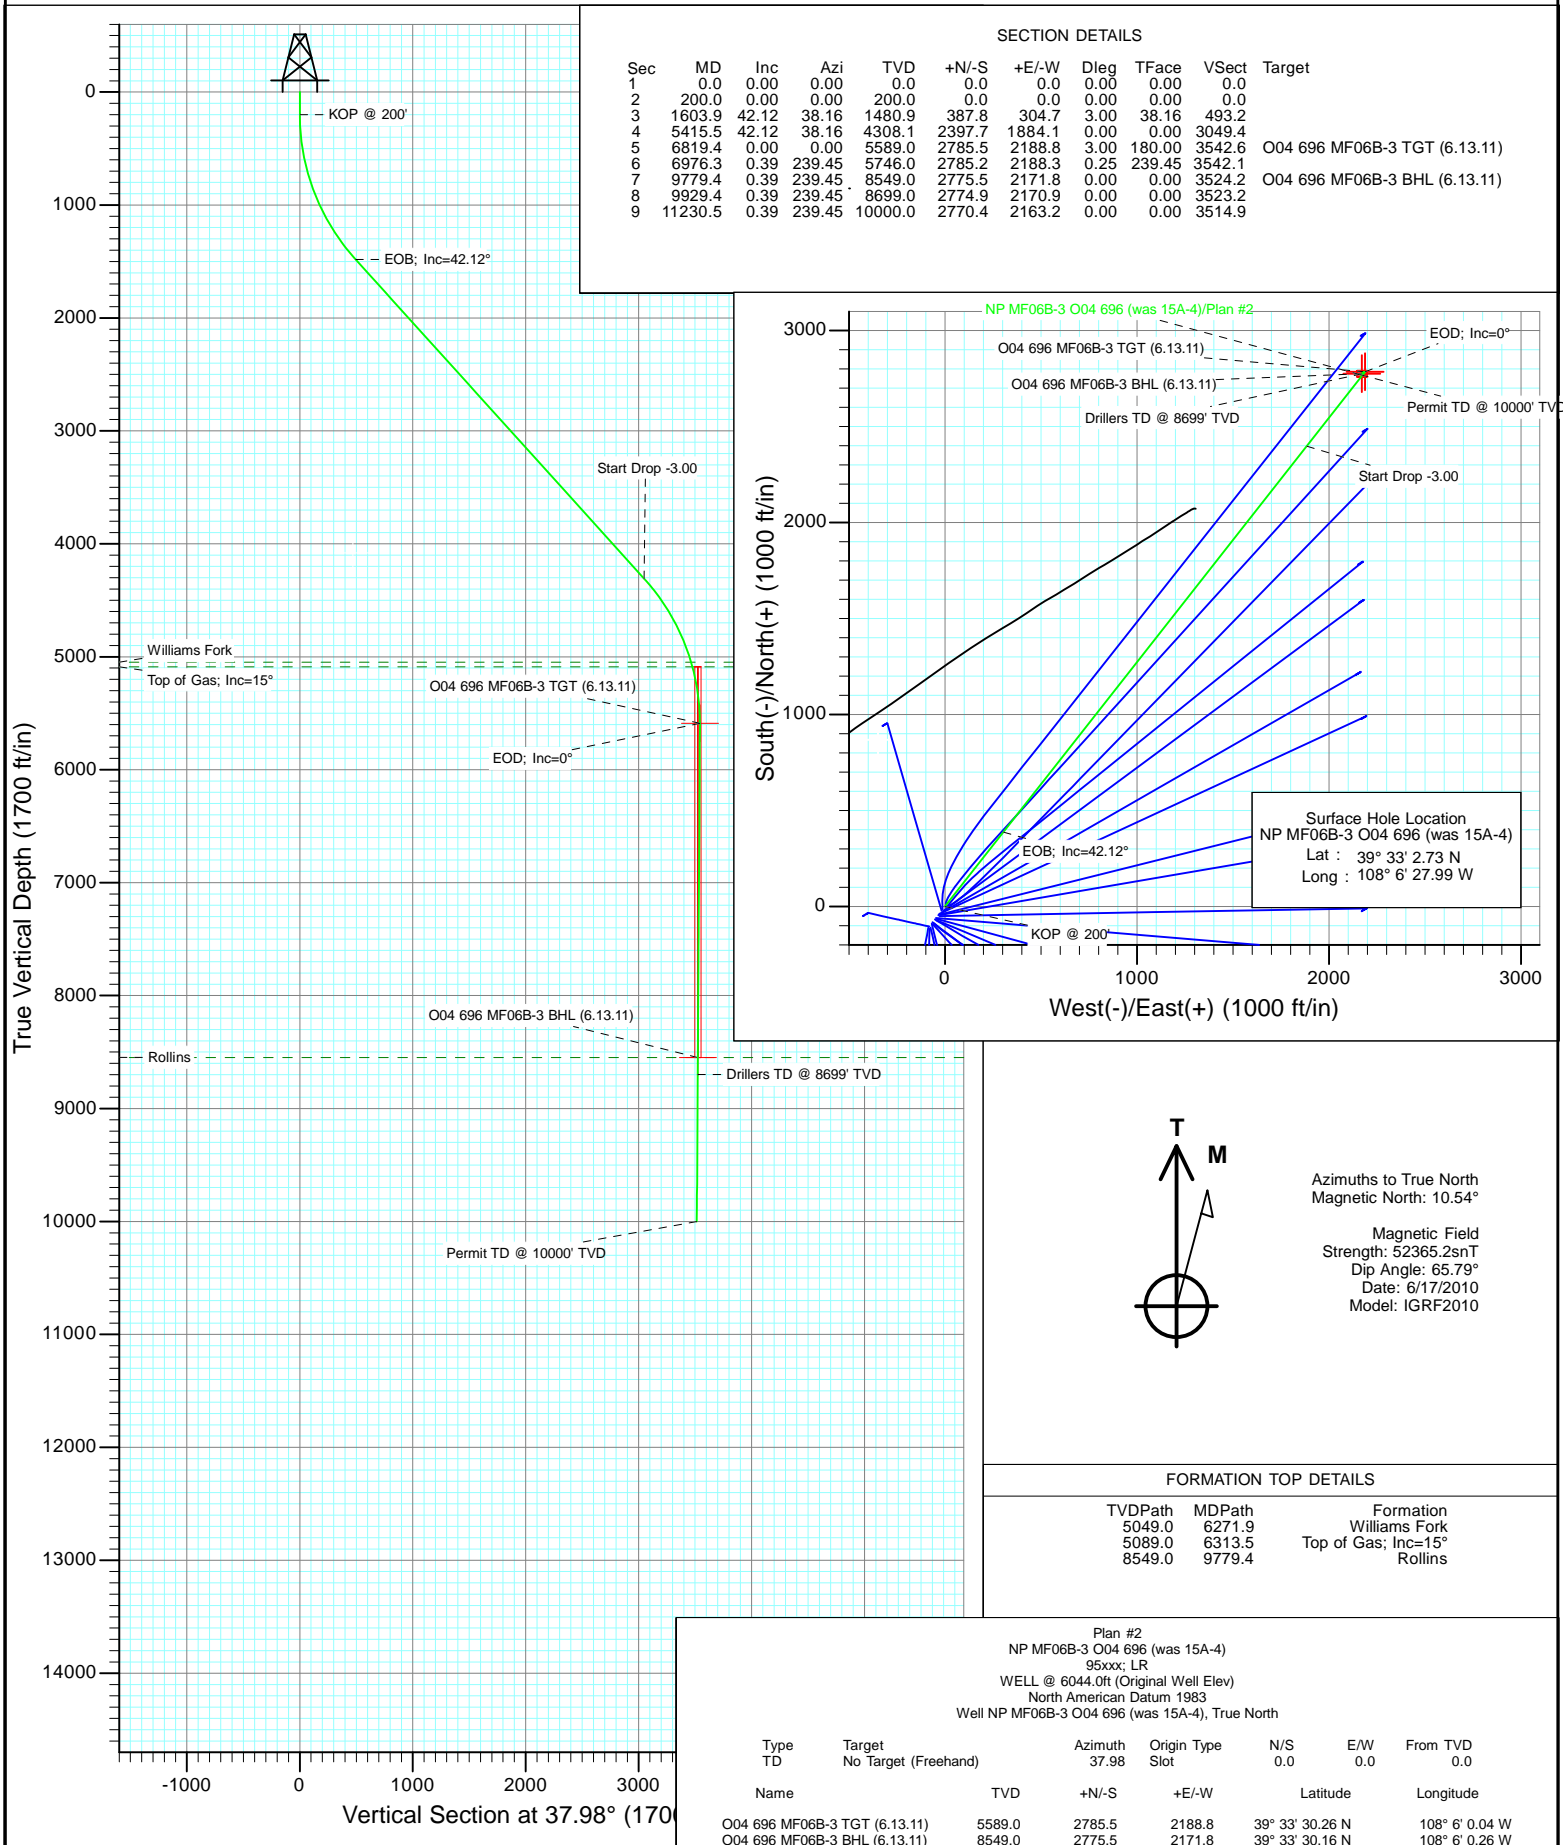 SECTION DETAILS
Sec MD Inc Azi TVD +N/-S +E/-W Dleg TFace VSect Target
1 0.0 0.00 0.00 0.0 0.0 0.0 0.00 0.00 0.0
2 200.0 0.00 0.00 200.0 0.0 0.0 0.00 0.00 0.0
3 1603.9 42.12 38.16 1480.9 387.8 304.7 3.00 38.16 493.2
4 5415.5 42.12 38.16 4308.1 2397.7 1884.1 0.00 0.00 3049.4
5 6819.4 0.00 0.00 5589.0 2785.5 2188.8 3.00 180.00 3542.6 O04 696 MF06B-3 TGT (6.13.11)
6 6976.3 0.39 239.45 5746.0 2785.2 2188.3 0.25 239.45 3542.1
7 9779.4 0.39 239.45 8549.0 2775.5 2171.8 0.00 0.00 3524.2 O04 696 MF06B-3 BHL (6.13.11)
8 9929.4 0.39 239.45 8699.0 2774.9 2170.9 0.00 0.00 3523.2
9 11230.5 0.39 239.45 10000.0 2770.4 2163.2 0.00 0.00 3514.9
True Vertical Depth (1700 ft/in)
0
1000
2000
3000
4000
5000
6000
7000
8000
9000
10000
11000
12000
13000
14000
KOP @ 200'
EOB; Inc=42.12°
Start Drop -3.00
Williams Fork
Top of Gas; Inc=15°
O04 696 MF06B-3 TGT (6.13.11)
EOD; Inc=0°
O04 696 MF06B-3 BHL (6.13.11)
Rollins
Drillers TD @ 8699' TVD
Permit TD @ 10000' TVD
-1000 0 1000 2000 3000
Vertical Section at 37.98° (170
South(-)/North(+) (1000 ft/in)
3000
2000
1000
0
NP MF06B-3 O04 696 (was 15A-4)/Plan #2
O04 696 MF06B-3 TGT (6.13.11)
O04 696 MF06B-3 BHL (6.13.11)
Drillers TD @ 8699' TVD
EOD; Inc=0°
Permit TD @ 10000' TVD
Start Drop -3.00
EOB; Inc=42.12°
KOP @ 200'
Surface Hole Location
NP MF06B-3 O04 696 (was 15A-4)
Lat : 39° 33' 2.73 N
Long : 108° 6' 27.99 W
0 1000 2000 3000
West(-)/East(+) (1000 ft/in)
T
M
Azimuths to True North
Magnetic North: 10.54°
Magnetic Field
Strength: 52365.2snT
Dip Angle: 65.79°
Date: 6/17/2010
Model: IGRF2010
FORMATION TOP DETAILS
TVDPath MDPath Formation
5049.0 6271.9 Williams Fork
5089.0 6313.5 Top of Gas; Inc=15°
8549.0 9779.4 Rollins
Plan #2
NP MF06B-3 O04 696 (was 15A-4)
95xxx; LR
WELL @ 6044.0ft (Original Well Elev)
North American Datum 1983
Well NP MF06B-3 O04 696 (was 15A-4), True North
Type Target Azimuth Origin Type N/S E/W From TVD
TD No Target (Freehand) 37.98 Slot 0.0 0.0 0.0
Name TVD +N/-S +E/-W Latitude Longitude
O04 696 MF06B-3 TGT (6.13.11) 5589.0 2785.5 2188.8 39° 33' 30.26 N 108° 6' 0.04 W
O04 696 MF06B-3 BHL (6.13.11) 8549.0 2775.5 2171.8 39° 33' 30.16 N 108° 6' 0.26 W